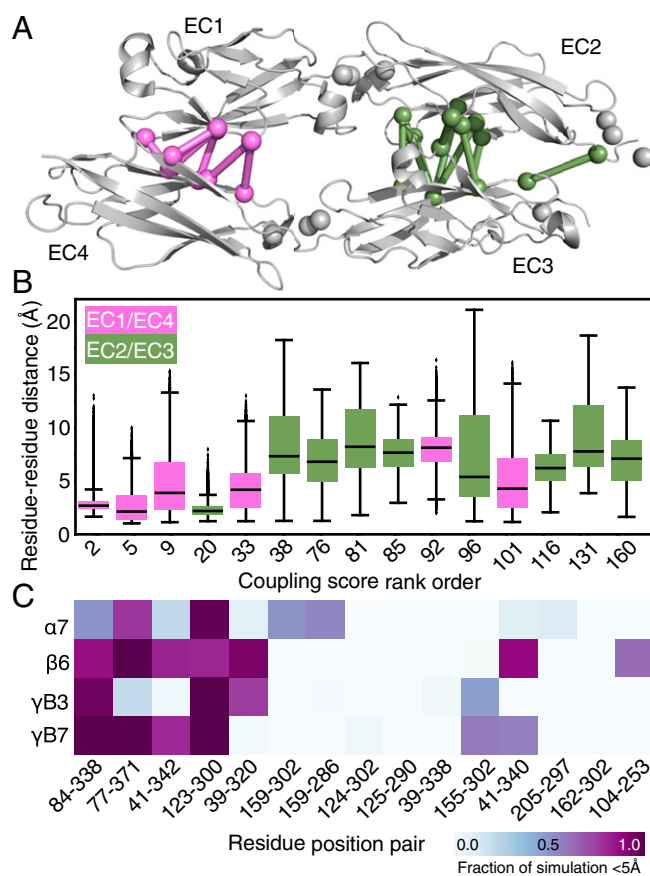 A
EC1
EC2
EC4
EC3
B
Residue-residue distance (Å)
20
15
10
5
0
EC1/EC4
EC2/EC3
2 5 9 20 33 38 76 81 85 92 96 101 116 131 160
Coupling score rank order
C
α7
β6
γB3
γB7
84-338 77-371 41-342 123-300 39-320 159-302 159-286 124-302 125-290 39-338 155-302 41-340 205-297 162-302 104-253
Residue position pair
0.0 0.5 1.0
Fraction of simulation <5Å